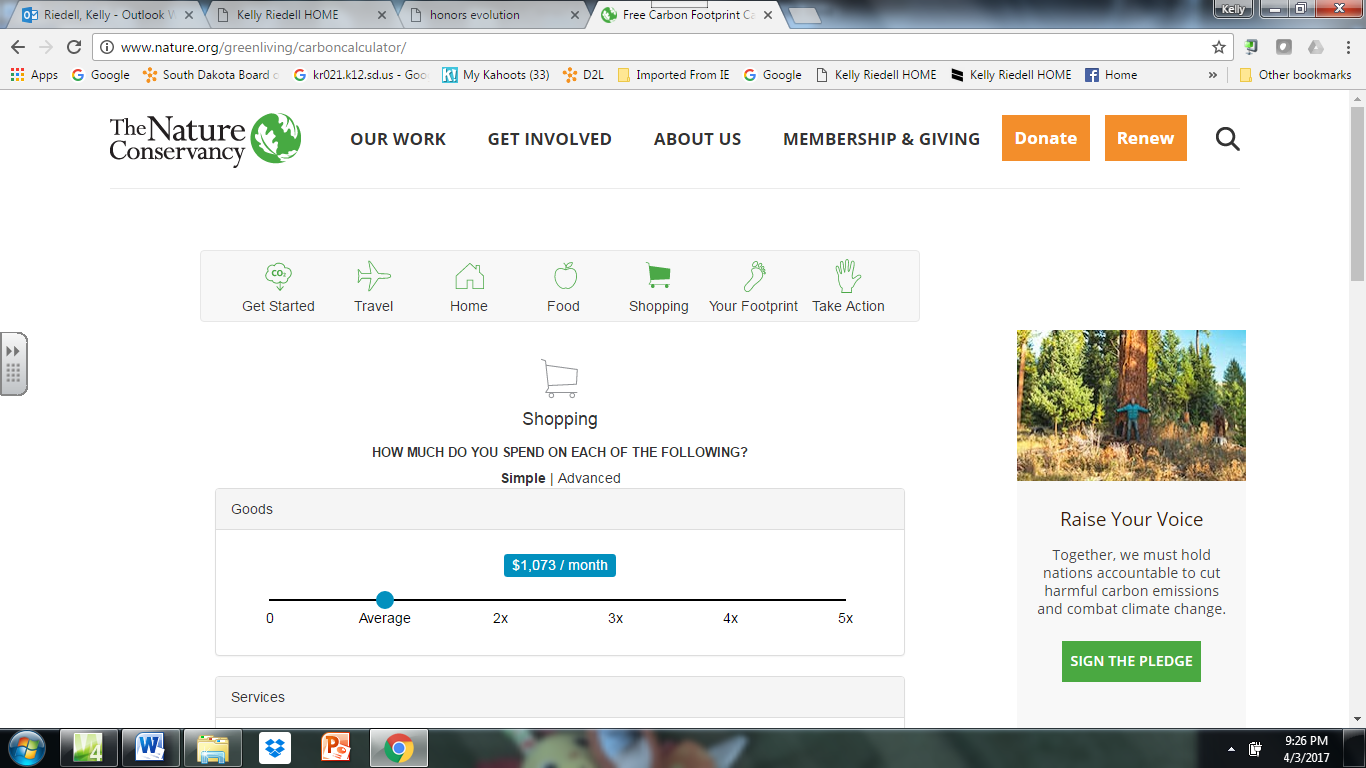 Riedell, Kelly - Outlook W
Kelly Riedell HOME
honors evolution
Free Carbon Footprint Ca
Kelly
www.nature.org/greenliving/carboncalculator/
Apps
Google
South Dakota Board o
kr021.k12.sd.us - Goo
My Kahoots (33)
D2L
Imported From IE
Google
Kelly Riedell HOME
Kelly Riedell HOME
Home
»
Other bookmarks
The Nature
Conservancy
OUR WORK
GET INVOLVED
ABOUT US
MEMBERSHIP & GIVING
Donate
Renew
CO2
Get Started
Travel
Home
Food
Shopping
Your Footprint
Take Action
Shopping
HOW MUCH DO YOU SPEND ON EACH OF THE FOLLOWING?
Simple | Advanced
Goods
$1,073 / month
0
Average
2x
3x
4x
5x
Services
Raise Your Voice
Together, we must hold
nations accountable to cut
harmful carbon emissions
and combat climate change.
SIGN THE PLEDGE
9:26 PM
4/3/2017